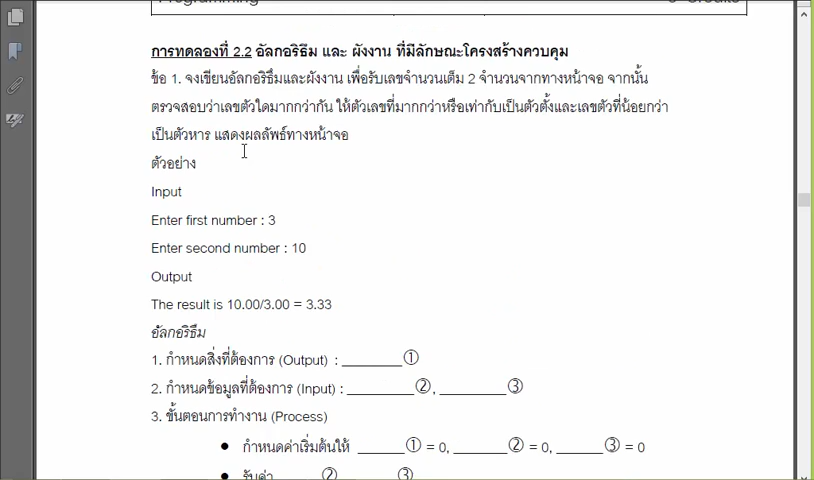 การทดลองที่ 2.2 อัลกอริธึม และ ผังงาน ที่มีลักษณะโครงสร้างควบคุม
ข้อ 1. จงเขียนอัลกอริธึมและผังงาน เพื่อรับเลขจำนวนเต็ม 2 จำนวนจากทางหน้าจอ จากนั้น
ตรวจสอบว่าเลขตัวใดมากกว่ากัน ให้ตัวเลขที่มากกว่าหรือเท่ากับเป็นตัวตั้งและเลขตัวที่น้อยกว่า
เป็นตัวหาร แสดงผลลัพธ์ทางหน้าจอ
ตัวอย่าง
Input
Enter first number : 3
Enter second number : 10
Output
The result is 10.00/3.00 = 3.33
อัลกอริธึม
1. กำหนดสิ่งที่ต้องการ (Output) : ________①
2. กำหนดข้อมูลที่ต้องการ (Input) : _________②, _________③
3. ขั้นตอนการทำงาน (Process)
● กำหนดค่าเริ่มต้นให้ ______① = 0, _______② = 0, ______③ = 0
● รับค่า ______② ______③